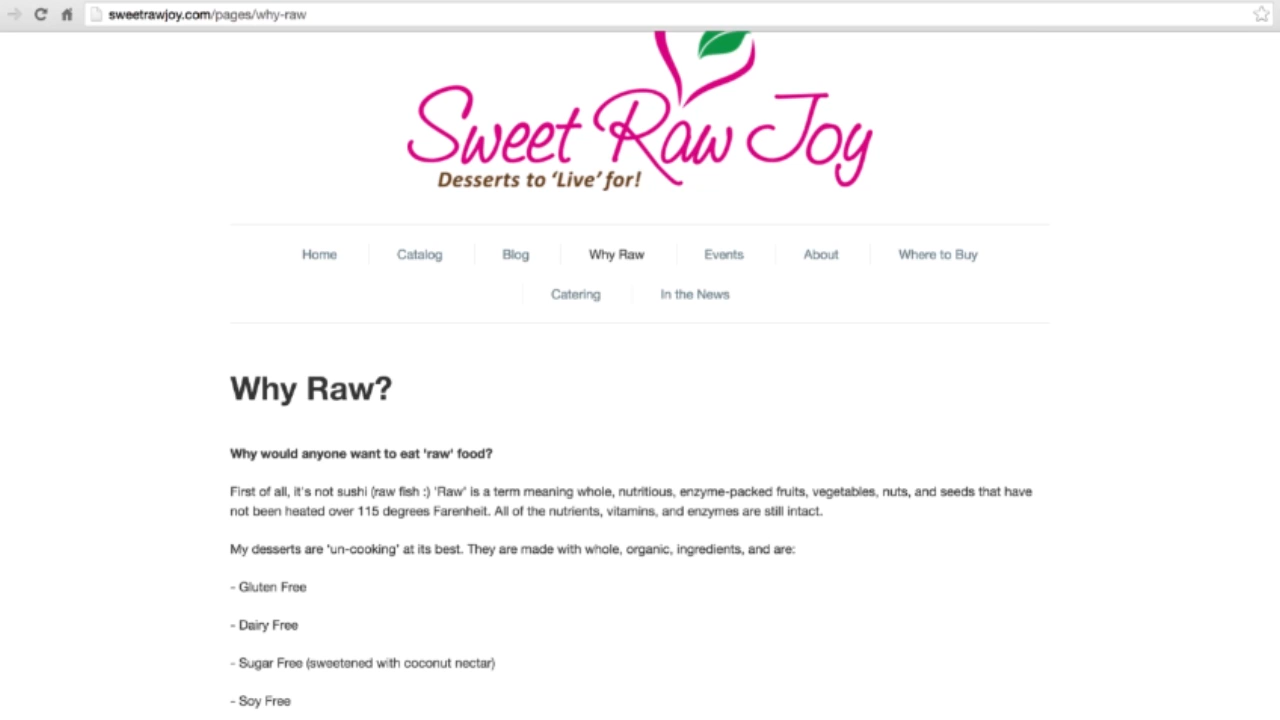 sweetrawjoy.com/pages/why-raw
Sweet Raw Joy
Desserts to 'Live' for!
Home Catalog Blog Why Raw Events About Where to Buy
Catering In the News
Why Raw?
Why would anyone want to eat 'raw' food?
First of all, it's not sushi (raw fish :) 'Raw' is a term meaning whole, nutritious, enzyme-packed fruits, vegetables, nuts, and seeds that have
not been heated over 115 degrees Farenheit. All of the nutrients, vitamins, and enzymes are still intact.
My desserts are 'un-cooking' at its best. They are made with whole, organic, ingredients, and are:
- Gluten Free
- Dairy Free
- Sugar Free (sweetened with coconut nectar)
- Soy Free